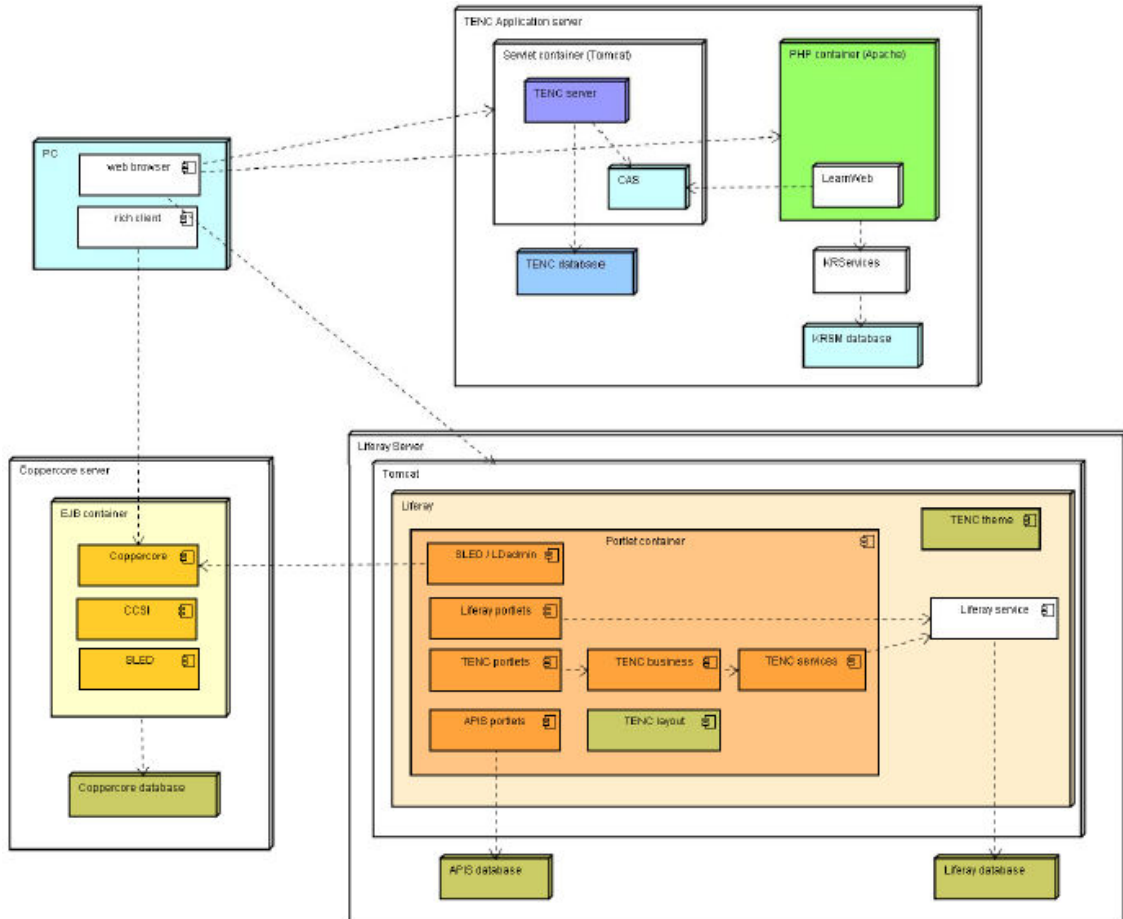 TENC Application server
Servlet container (Tomcat)
PHP container (Apache)
TENC server
PC
web browser
CAS
LearnWeb
rich client
TENC database
KRServices
KRSM database
Liferay Server
Coppercore server
Tomcat
EJB container
Liferay
TENC theme
Portlet container
Coppercore
SLED / LDadmin
CCSI
Liferay portlets
Liferay service
SLED
TENC portlets
TENC business
TENC services
APIS portlets
TENC layout
Coppercore database
APIS database
Liferay database